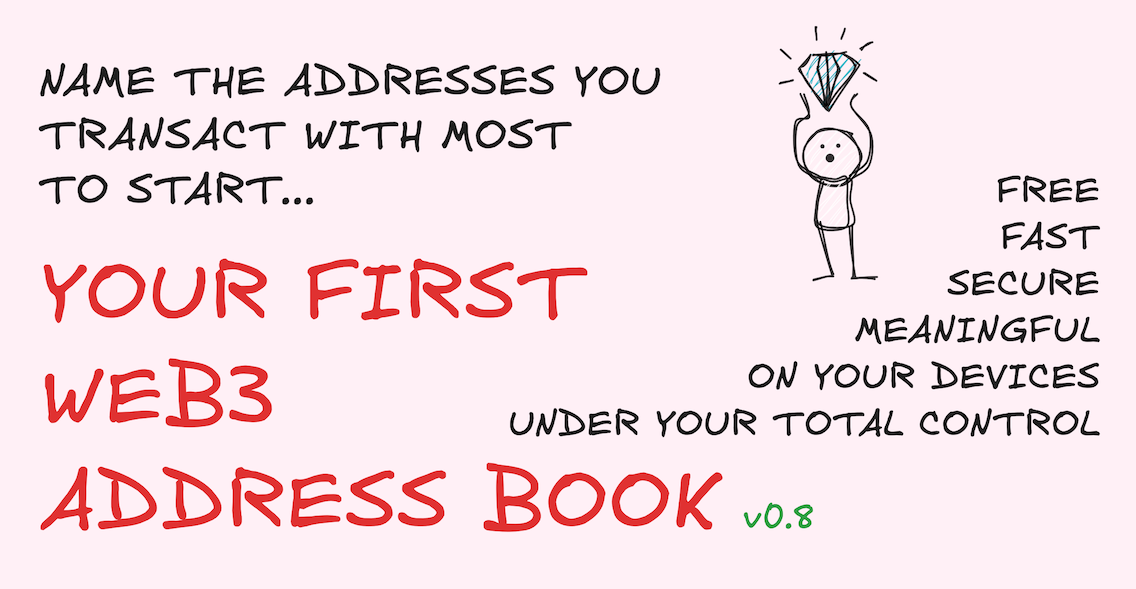 NAME THE ADDRESSES YOU
TRANSACT WITH MOST
TO START...
YOUR FIRST
WEB3
ADDRESS BOOK v0.8
FREE
FAST
SECURE
MEANINGFUL
ON YOUR DEVICES
UNDER YOUR TOTAL CONTROL